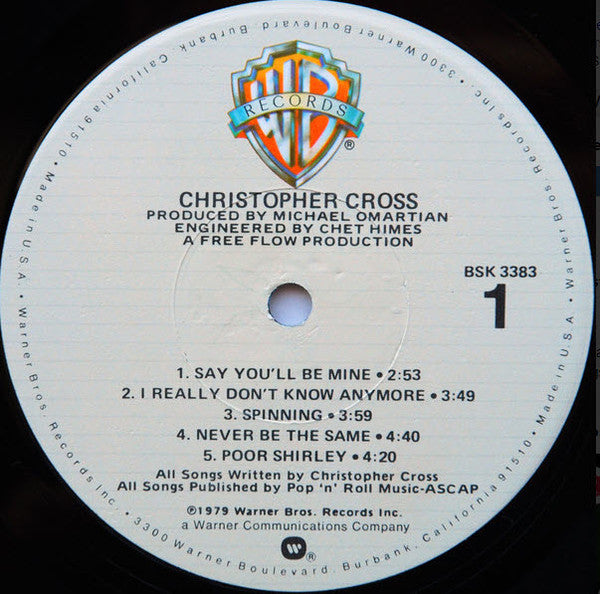 3300 Warner Boulevard, Burbank, California 91510 • Made in U.S.A. • Warner Bros. Records Inc. • 3300 Warner Boulevard, Burbank, California 91510 • Made in U.S.A. • Warner Bros. Records Inc. •
WB
RECORDS
®
CHRISTOPHER CROSS
PRODUCED BY MICHAEL OMARTIAN
ENGINEERED BY CHET HIMES
A FREE FLOW PRODUCTION
BSK 3383
1
1. SAY YOU'LL BE MINE • 2:53
2. I REALLY DON'T KNOW ANYMORE • 3:49
3. SPINNING • 3:59
4. NEVER BE THE SAME • 4:40
5. POOR SHIRLEY • 4:20
All Songs Written by Christopher Cross
All Songs Published by Pop 'n' Roll Music-ASCAP
℗1979 Warner Bros. Records Inc.
a Warner Communications Company
W®